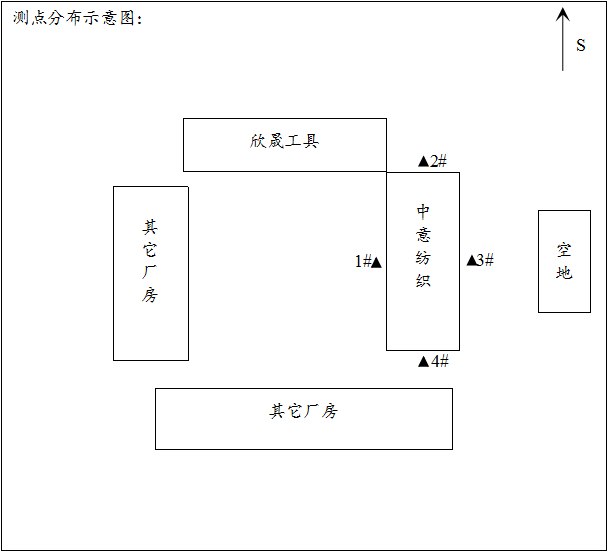 测点分布示意图：
S
欣晟工具
▲2#
其它厂房
中意纺织
1#▲
▲3#
空地
▲4#
其它厂房